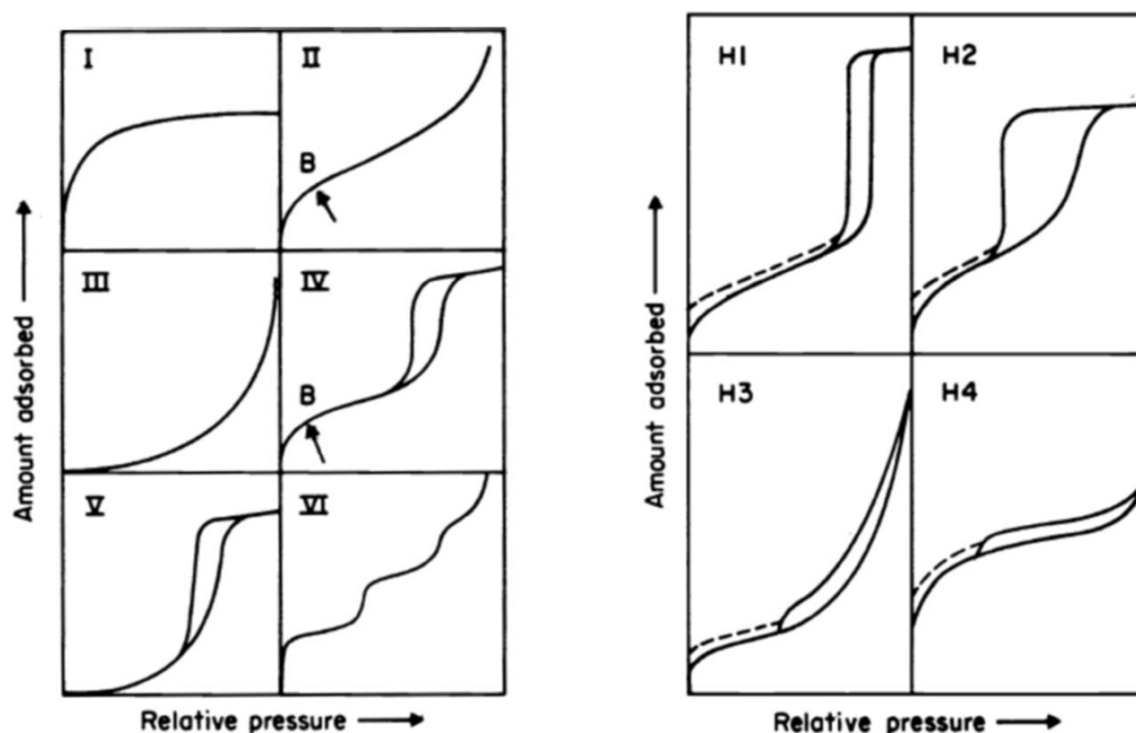 I
II
B
III
IV
B
V
VI
Amount adsorbed
Relative pressure
H1
H2
H3
H4
Amount adsorbed
Relative pressure